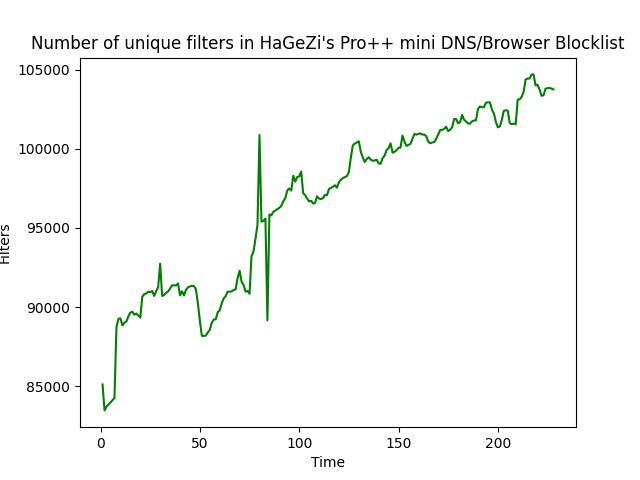 Number of unique filters in HaGeZi's Pro++ mini DNS/Browser Blocklist
105000
100000
95000
90000
85000
Filters
0 50 100 150 200
Time